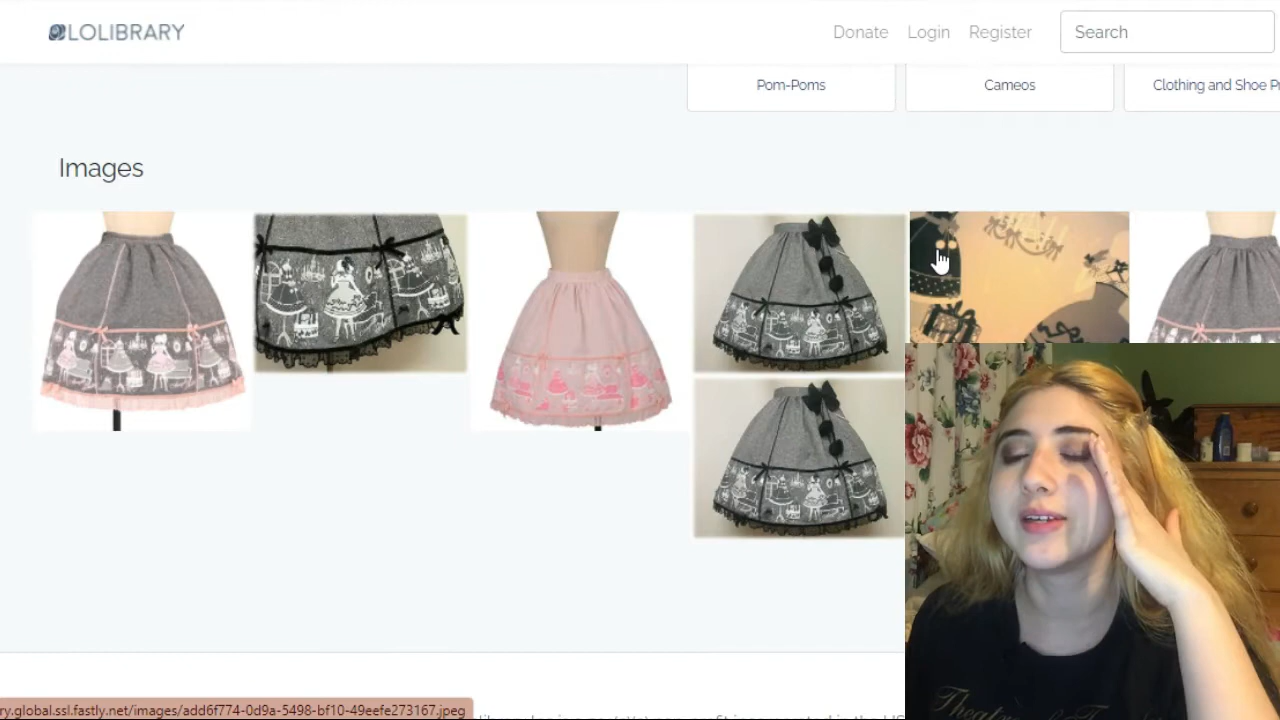 LOLIBRARY
Donate
Login
Register
Search
Pom-Poms
Cameos
Clothing and Shoe
Images
ry.global.ssl.fastly.net/images/add6f774-0d9a-5498-bf10-49eefe273167.jpeg